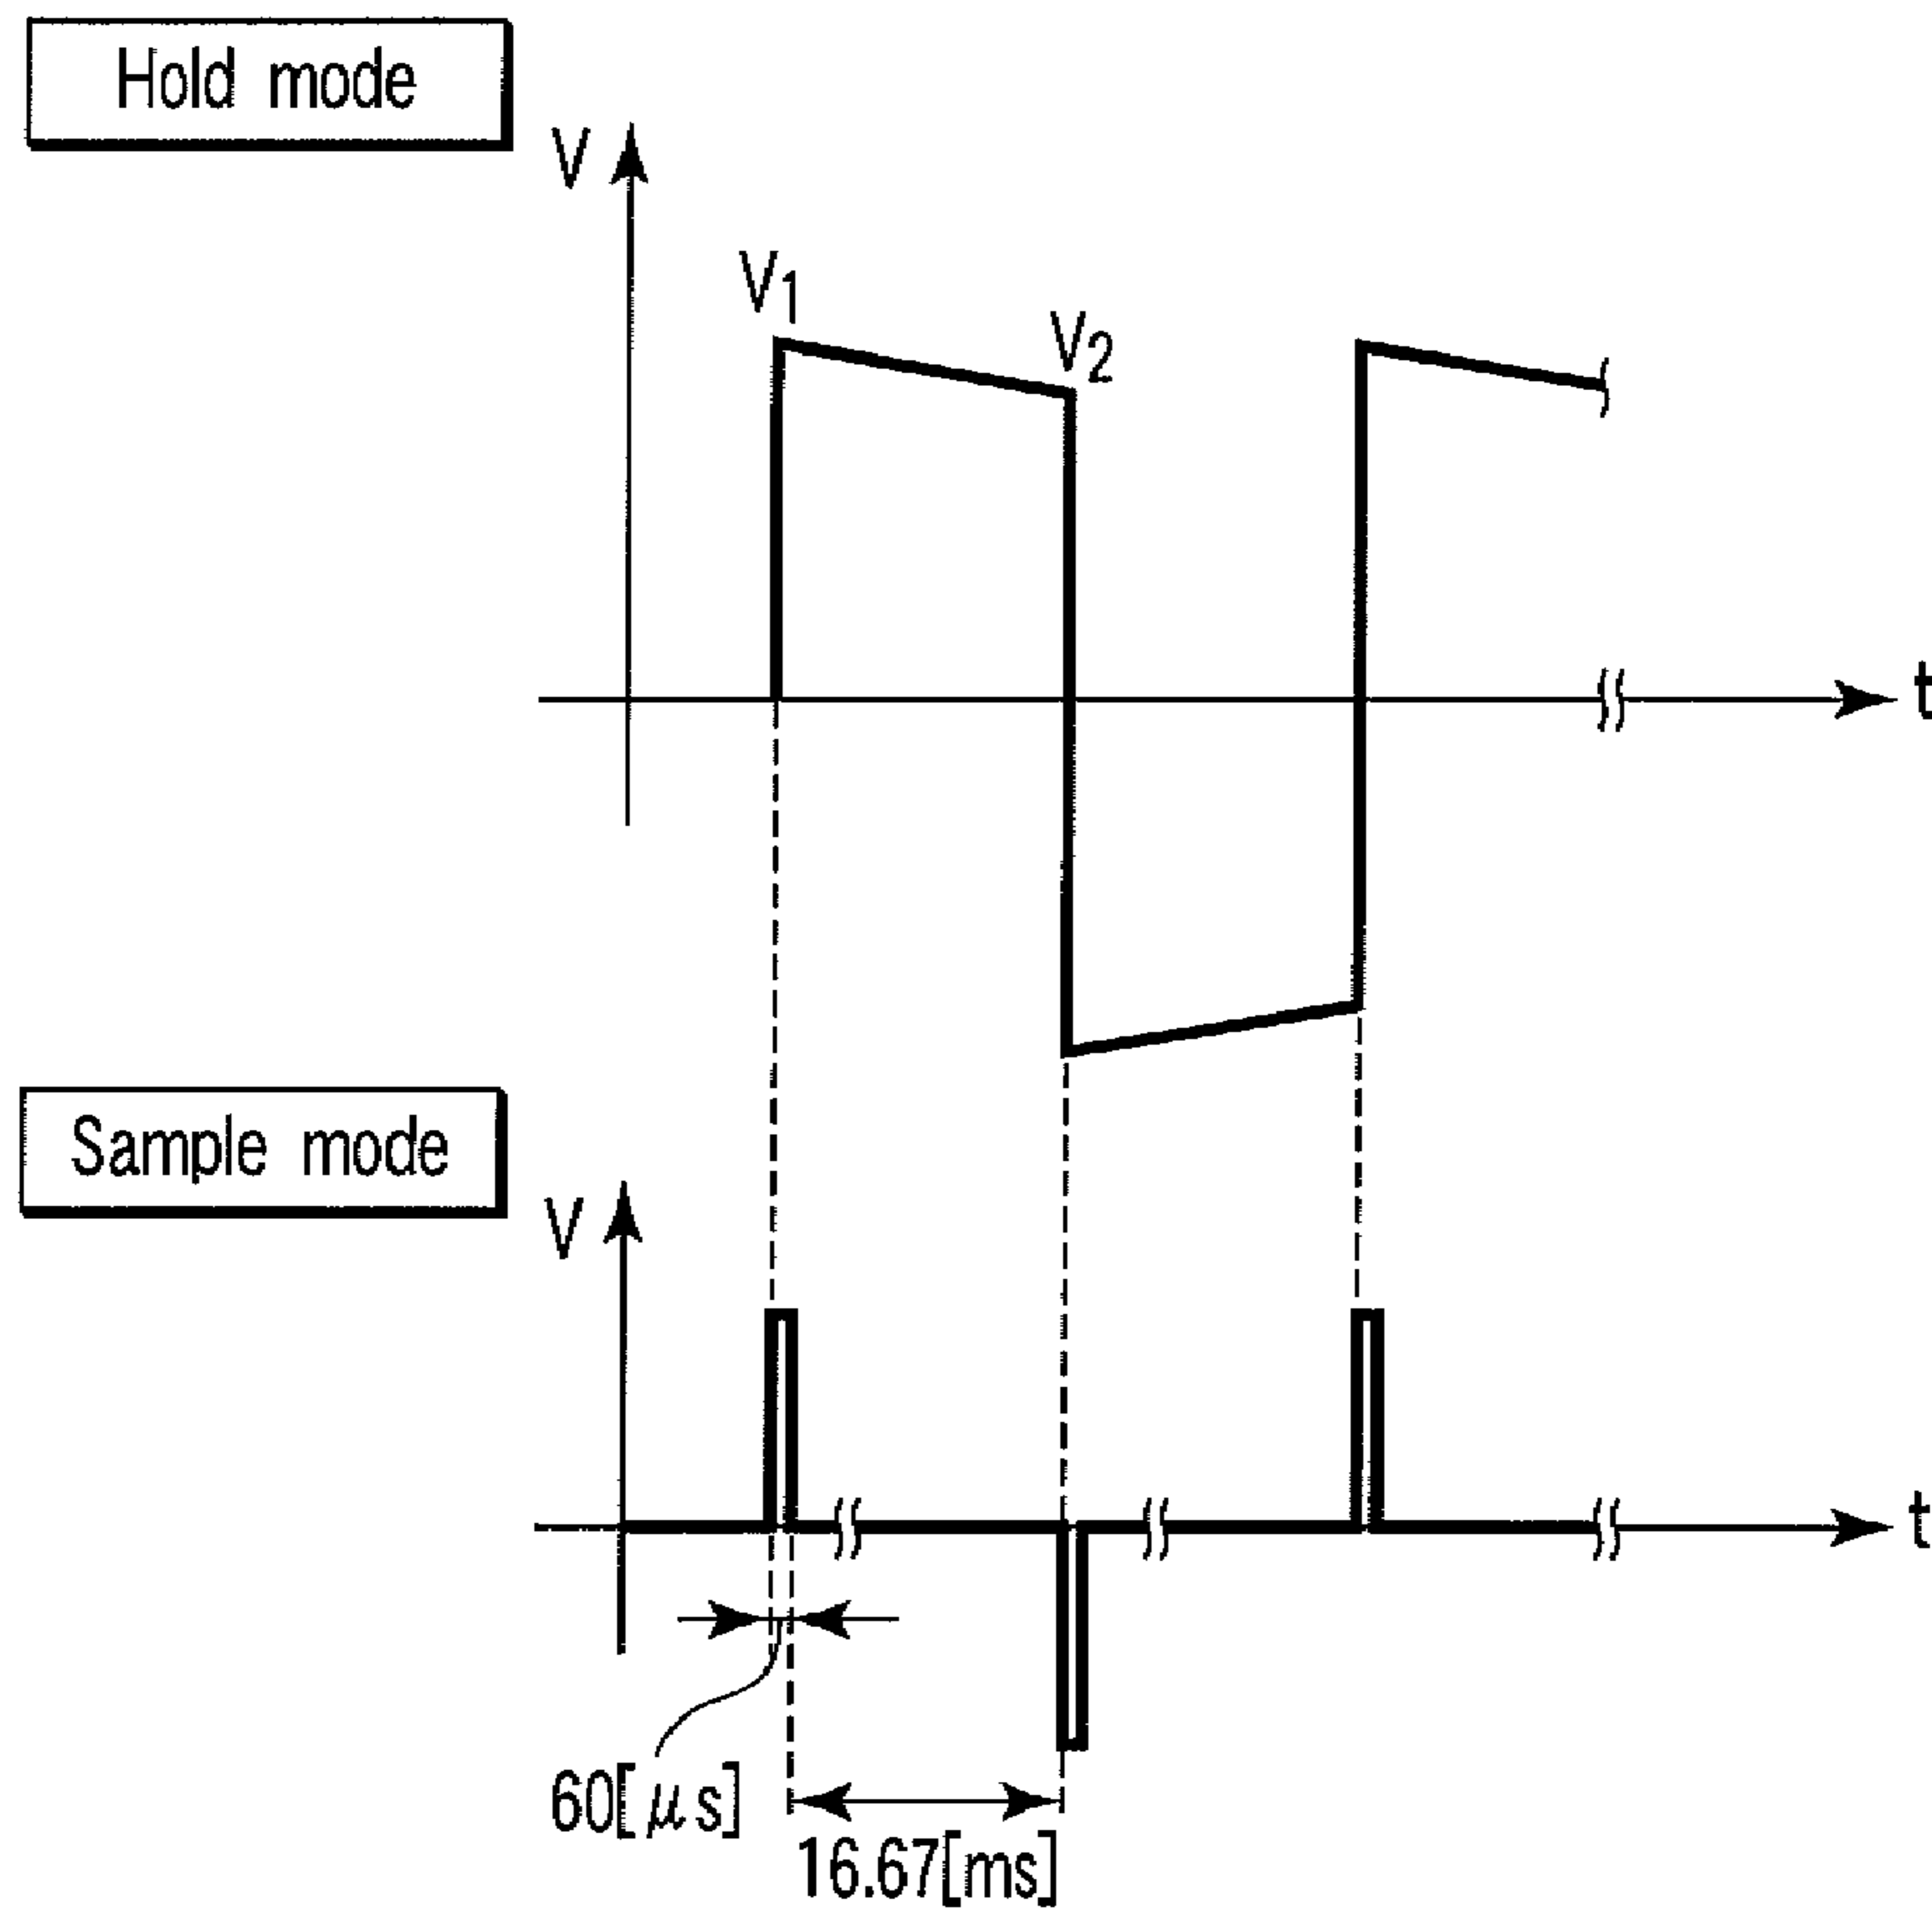 Hold mode
V
V1
V2
t
Sample mode
V
t
60[μs]
16.67[ms]